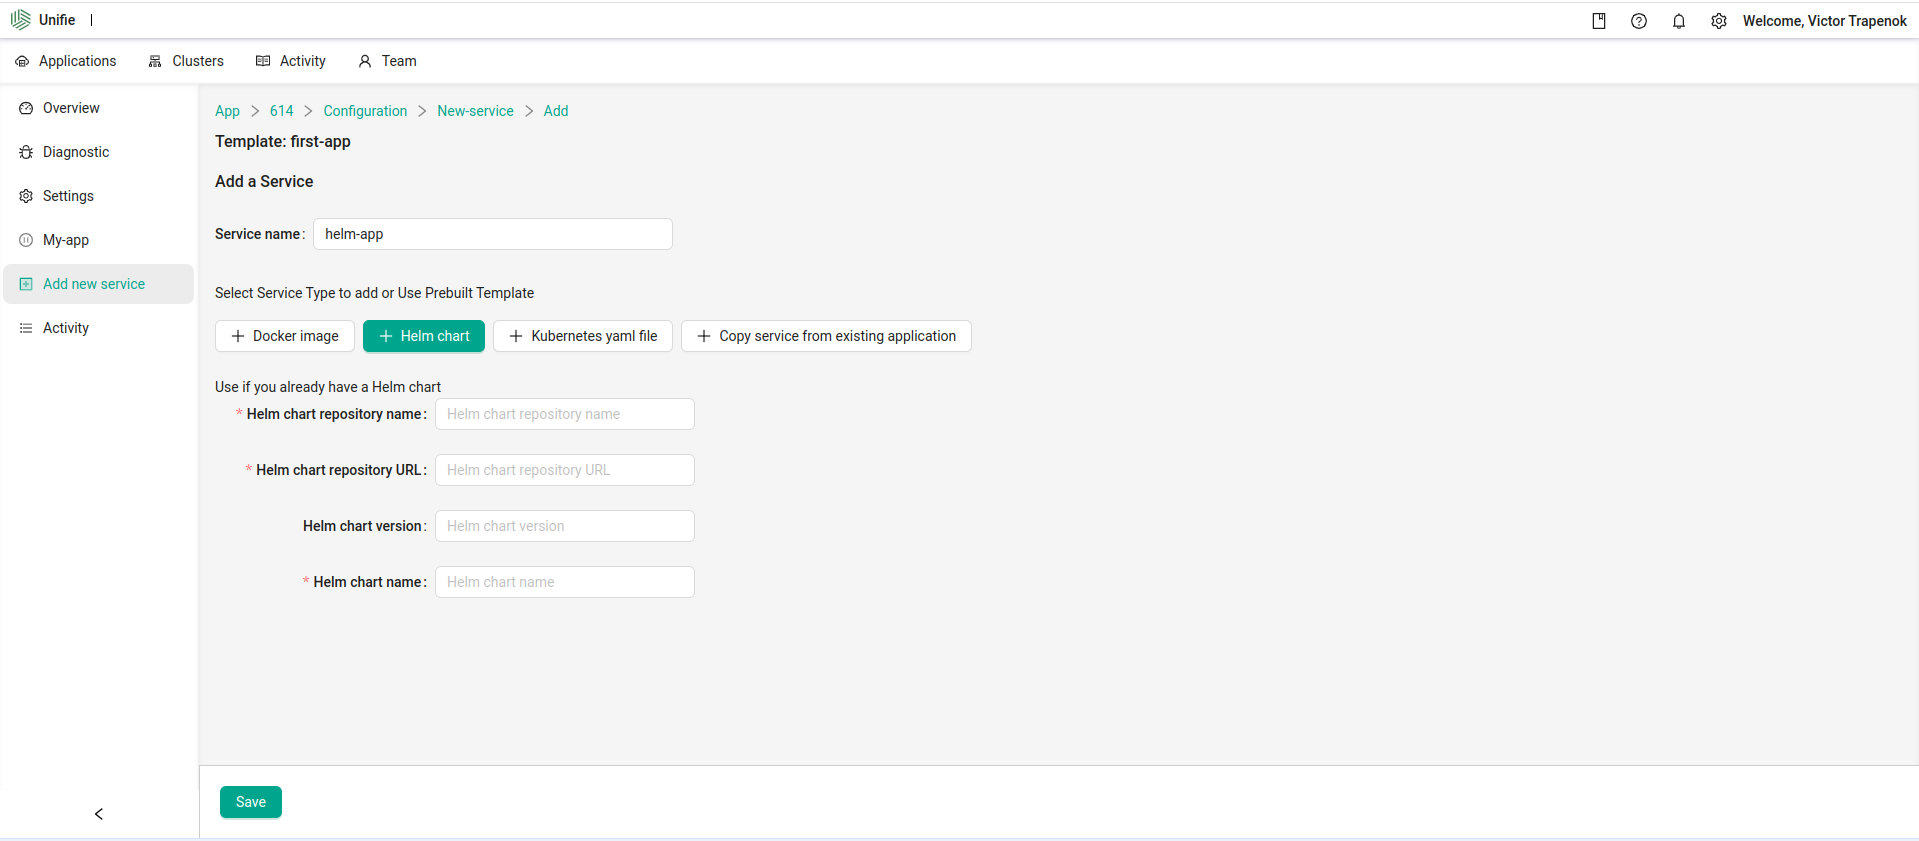 Unifie |
Welcome, Victor Trapenok
Applications Clusters Activity Team
Overview
Diagnostic
Settings
My-app
Add new service
Activity
App > 614 > Configuration > New-service > Add
Template: first-app
Add a Service
Service name: helm-app
Select Service Type to add or Use Prebuilt Template
+ Docker image + Helm chart + Kubernetes yaml file + Copy service from existing application
Use if you already have a Helm chart
* Helm chart repository name: Helm chart repository name
* Helm chart repository URL: Helm chart repository URL
Helm chart version: Helm chart version
* Helm chart name: Helm chart name
Save